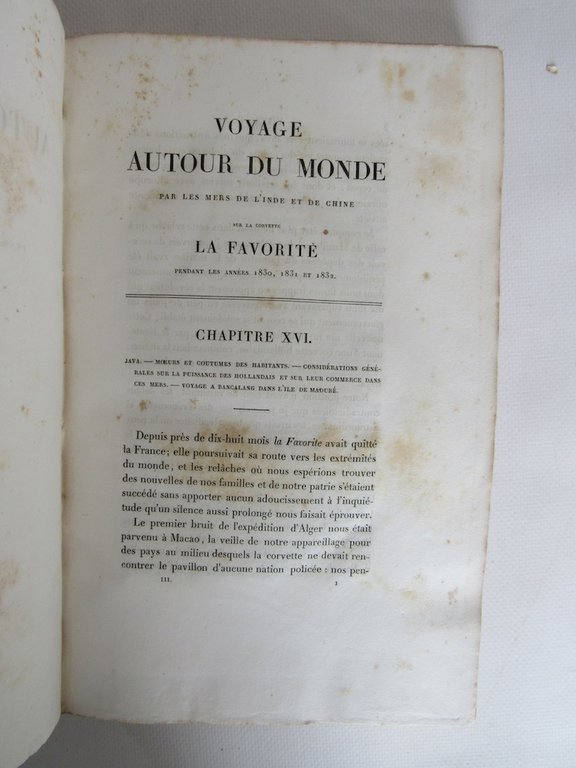 VOYAGE
AUTOUR DU MONDE
PAR LES MERS DE L'INDE ET DE CHINE
SUR LA CORVETTE
LA FAVORITE
PENDANT LES ANNÉES 1830, 1831 ET 1832.
CHAPITRE XVI.
JAVA. — MŒURS ET COUTUMES DES HABITANTS. — CONSIDÉRATIONS GÉNÉ-
RALES SUR LA PUISSANCE DES HOLLANDAIS ET SUR LEUR COMMERCE DANS
CES MERS. — VOYAGE A BANCALANG DANS L'ILE DE MADURÉ.
Depuis près de dix-huit mois la Favorite avait quitté
la France; elle poursuivait sa route vers les extrémités
du monde, et les relâches où nous espérions trouver
des nouvelles de nos familles et de notre patrie s'étaient
succédé sans apporter aucun adoucissement à l'inquié-
tude qu'un silence aussi prolongé nous faisait éprouver.
Le premier bruit de l'expédition d'Alger nous était
parvenu à Macao, la veille de notre appareillage pour
des pays au milieu desquels la corvette ne devait ren-
contrer le pavillon d'aucune nation policée : nos pen-
III. 1